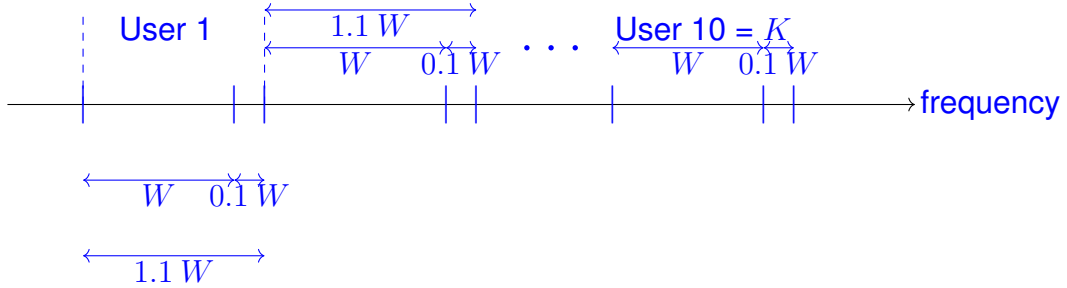 User 1
1.1 W
User 10 = K
W
0.1 W
· · ·
W
0.1 W
frequency
W
0.1 W
1.1 W